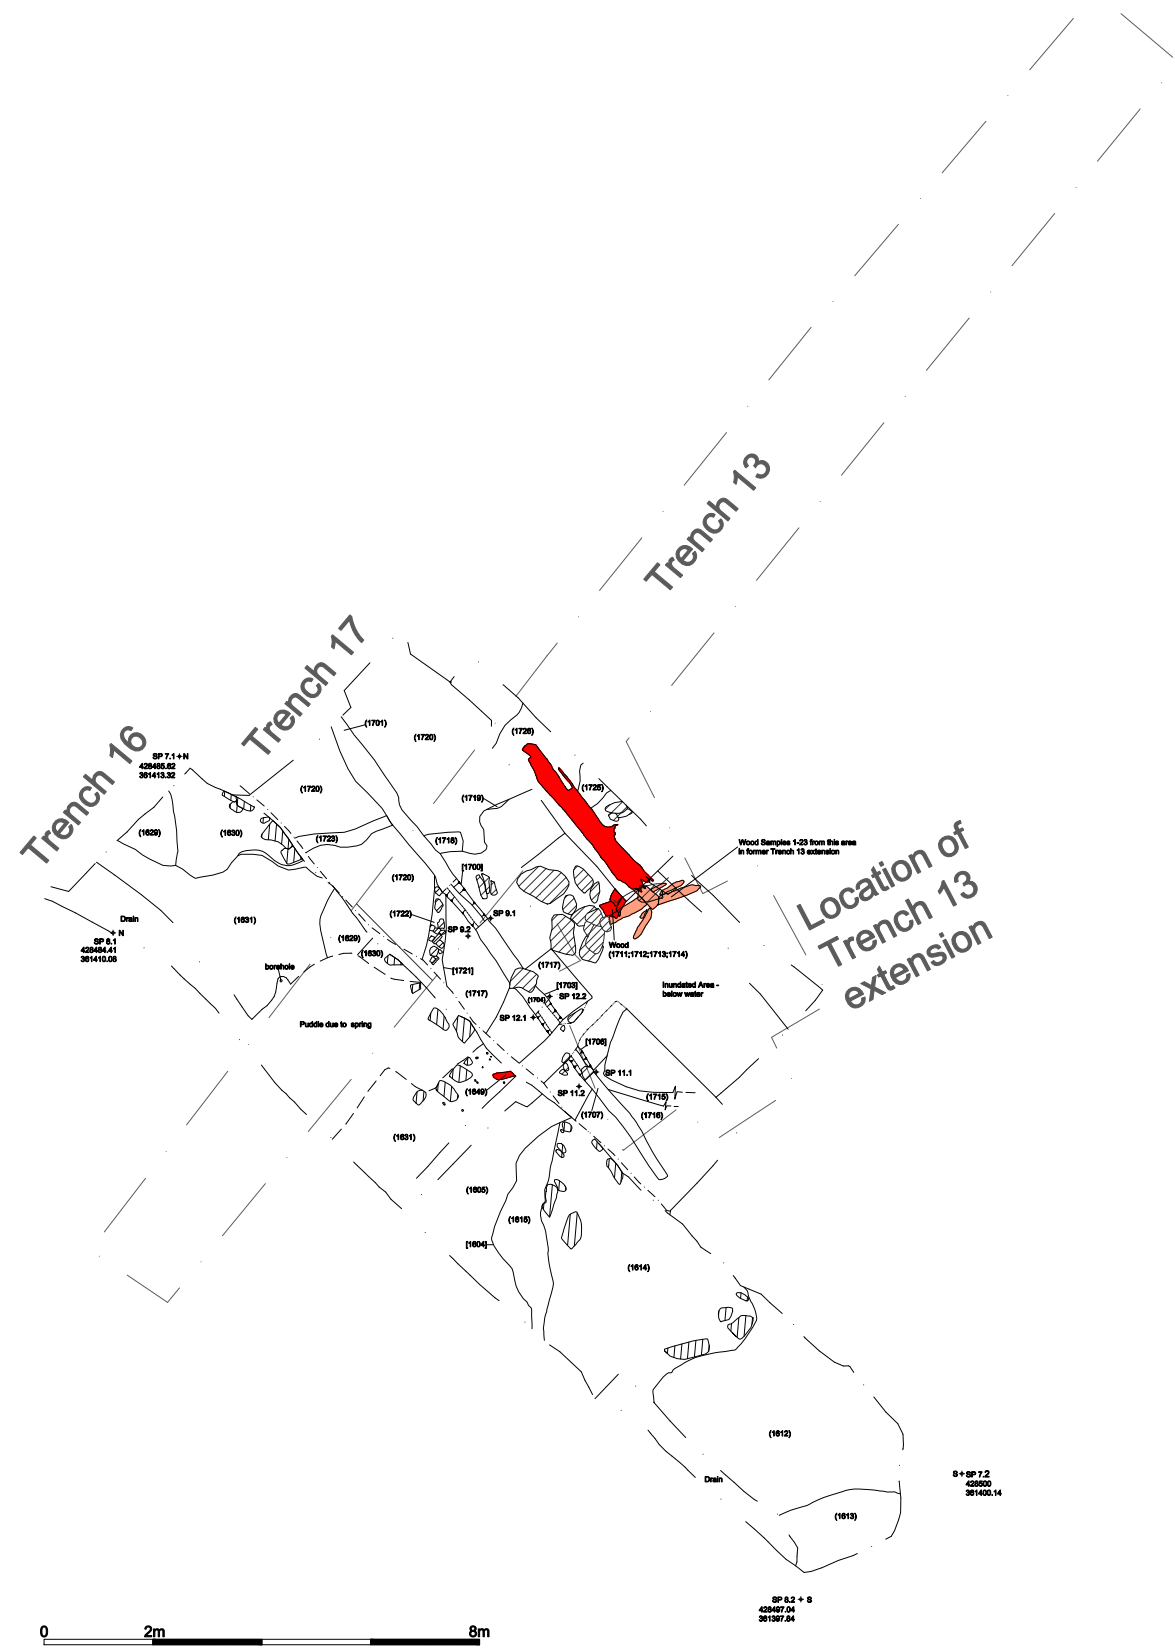 Trench 13
Trench 17
Trench 16
Location of
Trench 13
extension
(1701)
(1720)
(1726)
SP 7.1 + N
428485.62
361413.32
(1720)
(1719)
(1725)
(1629)
(1630)
(1723)
(1718)
Wood Samples 1-23 from this area
in former Trench 13 extension
[1700]
(1720)
(1722)
SP 9.1
SP 9.2
Drain
(1631)
+ N
SP 8.1
428484.41
361410.08
(1629)
(1630)
Wood
(1711;1712;1713;1714)
borehole
[1721]
(1717)
(1717)
[1703]
Inundated Area -
below water
(1704)
SP 12.2
SP 12.1
Puddle due to spring
[1706]
SP 11.1
(1649)
SP 11.2
(1715)
(1707)
(1716)
(1631)
(1605)
(1615)
[1604]
(1614)
(1612)
Drain
S + SP 7.2
428500
361400.14
(1613)
SP 8.2 + S
428497.04
361397.84
0 2m 8m